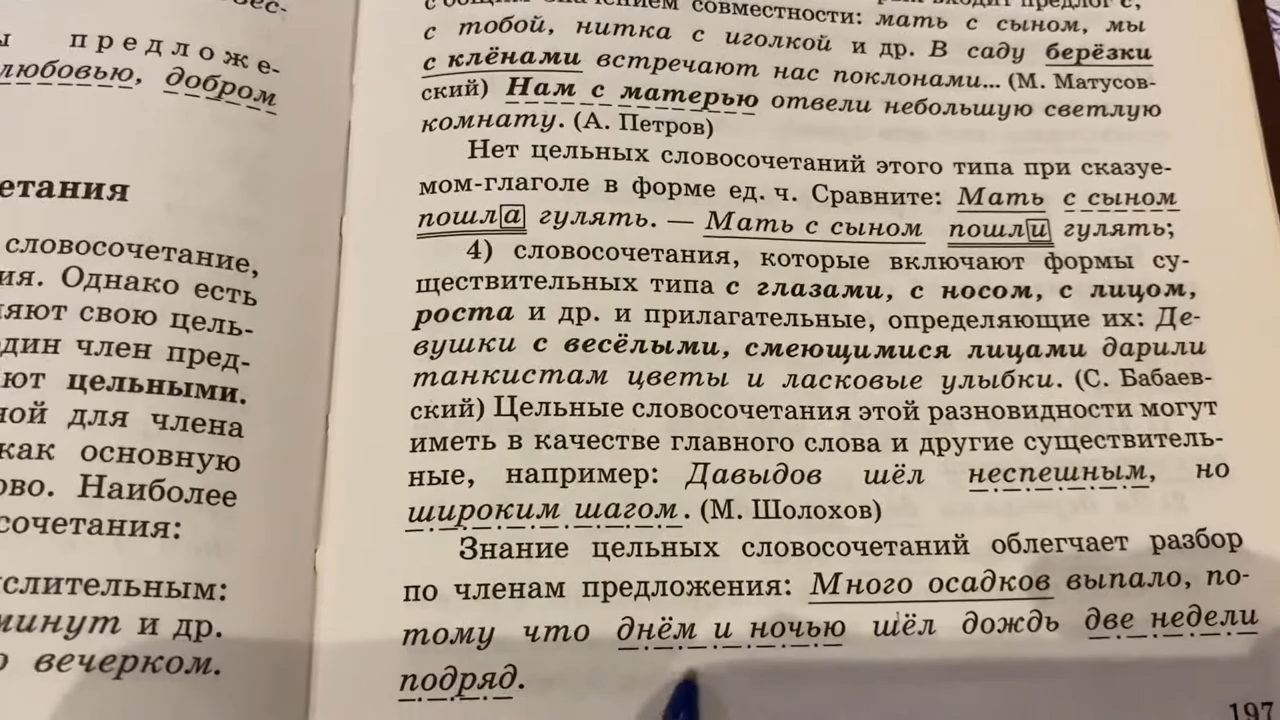 вес-
предложе-
любовью, добром
етания
словосочетание,
ия. Однако есть
няют свою цель-
один член пред-
ают цельными.
ной для члена
как основную
ово. Наиболее
сочетания:
слительным:
минут и др.
вечерком.
с общим значением совместности: мать с сыном, мы
с тобой, нитка с иголкой и др. В саду берёзки
с клёнами встречают нас поклонами... (М. Матусов-
ский) Нам с матерью отвели небольшую светлую
комнату. (А. Петров)
Нет цельных словосочетаний этого типа при сказуе-
мом-глаголе в форме ед. ч. Сравните: Мать с сыном
пошла гулять. — Мать с сыном пошли гулять;
4) словосочетания, которые включают формы су-
ществительных типа с глазами, с носом, с лицом,
роста и др. и прилагательные, определяющие их: Де-
вушки с весёлыми, смеющимися лицами дарили
танкистам цветы и ласковые улыбки. (С. Бабаев-
ский) Цельные словосочетания этой разновидности могут
иметь в качестве главного слова и другие существитель-
ные, например: Давыдов шёл неспешным, но
широким шагом. (М. Шолохов)
Знание цельных словосочетаний облегчает разбор
по членам предложения: Много осадков выпало, по-
тому что днём и ночью шёл дождь две недели
подряд.
197